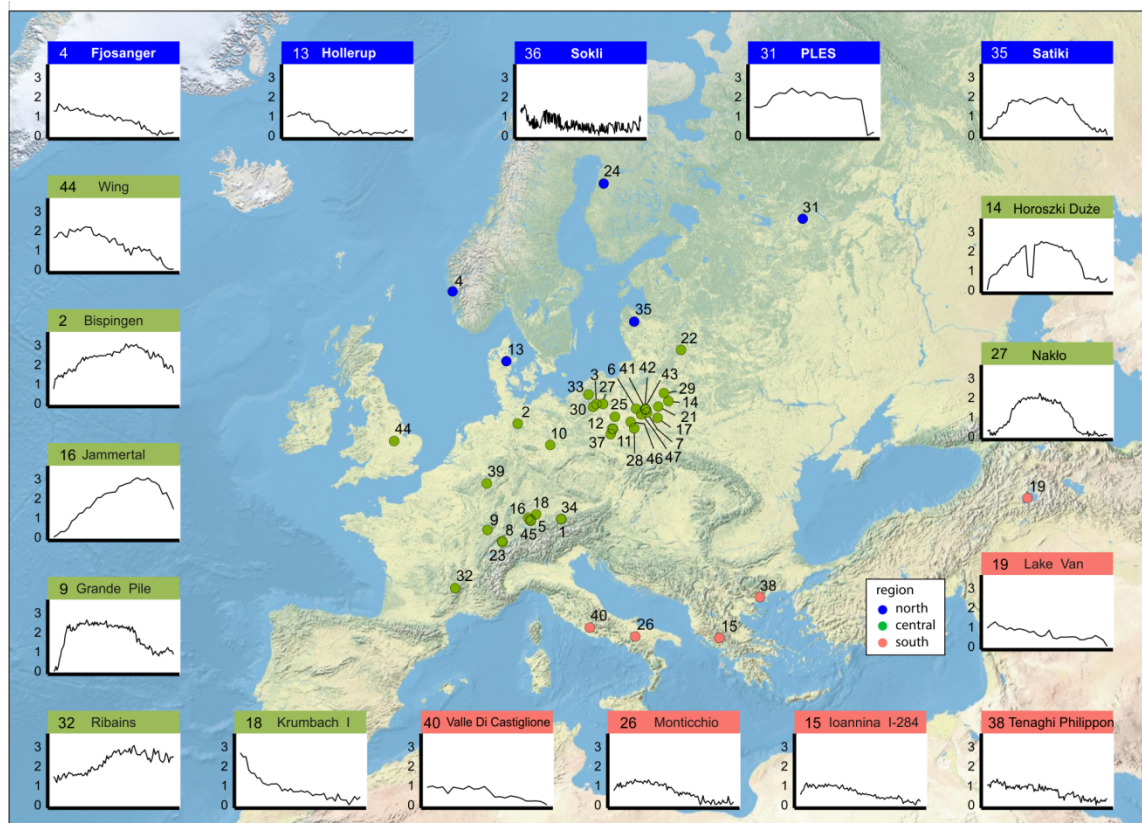 4 Fjosanger
3
2
1
0
13 Hollerup
3
2
1
0
36 Sokli
3
2
1
0
31 PLES
3
2
1
0
35 Satiki
3
2
1
0
44 Wing
3
2
1
0
14 Horoszki Duże
3
2
1
0
2 Bispingen
3
2
1
0
27 Nakło
3
2
1
0
16 Jammertal
3
2
1
0
9 Grande Pile
3
2
1
0
19 Lake Van
3
2
1
0
24
31
4
35
22
13
6 41 42 43
3
33 27 29
30 25 14
2 12 21
44 10 37 11 17
28 46 47 7
39
16 18 34
9 8 45 5 1
23
32
19
38
40 26 15
region
north
central
south
32 Ribains
3
2
1
0
18 Krumbach I
3
2
1
0
40 Valle Di Castiglione
3
2
1
0
26 Monticchio
3
2
1
0
15 Ioannina I-284
3
2
1
0
38 Tenaghi Philippon
3
2
1
0